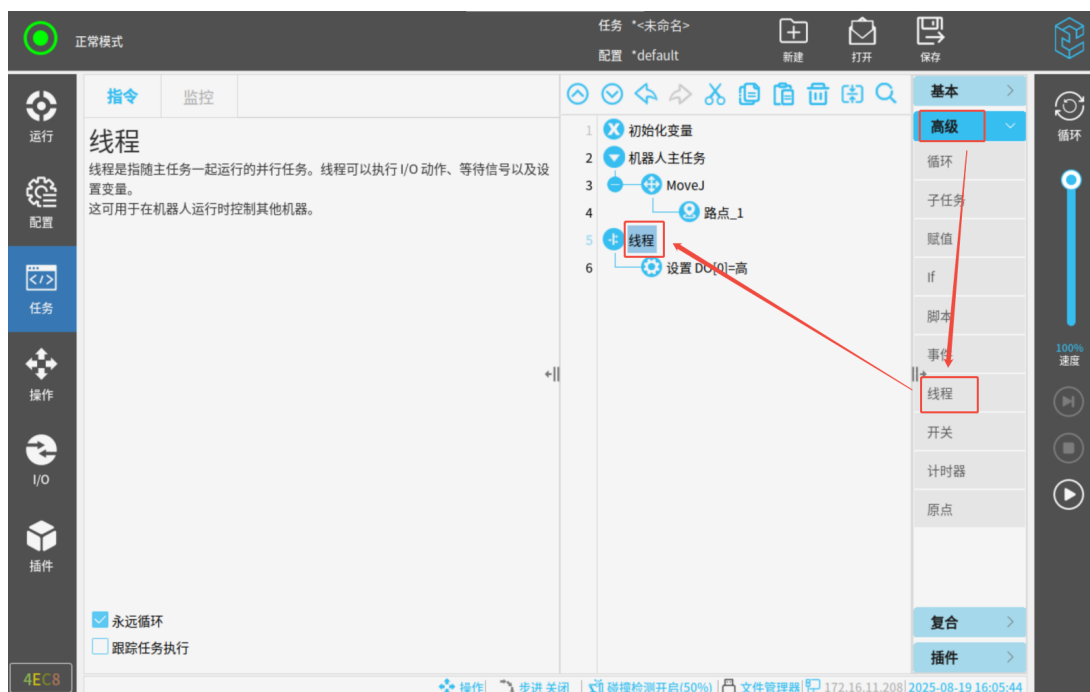 正常模式
任务 *<未命名>
配置 *default
新建
打开
保存
运行
配置
任务
操作
I/O
插件
4EC8
指令
监控
线程
线程是指随主任务一起运行的并行任务。线程可以执行 I/O 动作、等待信号以及设
置变量。
这可用于在机器人运行时控制其他机器。
永远循环
跟踪任务执行
1 初始化变量
2 机器人主任务
3 MoveJ
4 路点_1
5 线程
6 设置 DO[0]=高
基本
高级
循环
子任务
赋值
If
脚本
事件
线程
开关
计时器
原点
复合
插件
循环
100%
速度
操作
步进 关闭
碰撞检测开启(50%)
文件管理器
172.16.11.208
2025-08-19 16:05:44